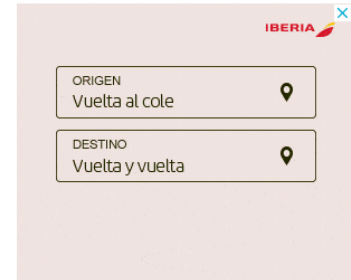 IBERIA
ORIGEN
Vuelta al cole
DESTINO
Vuelta y vuelta